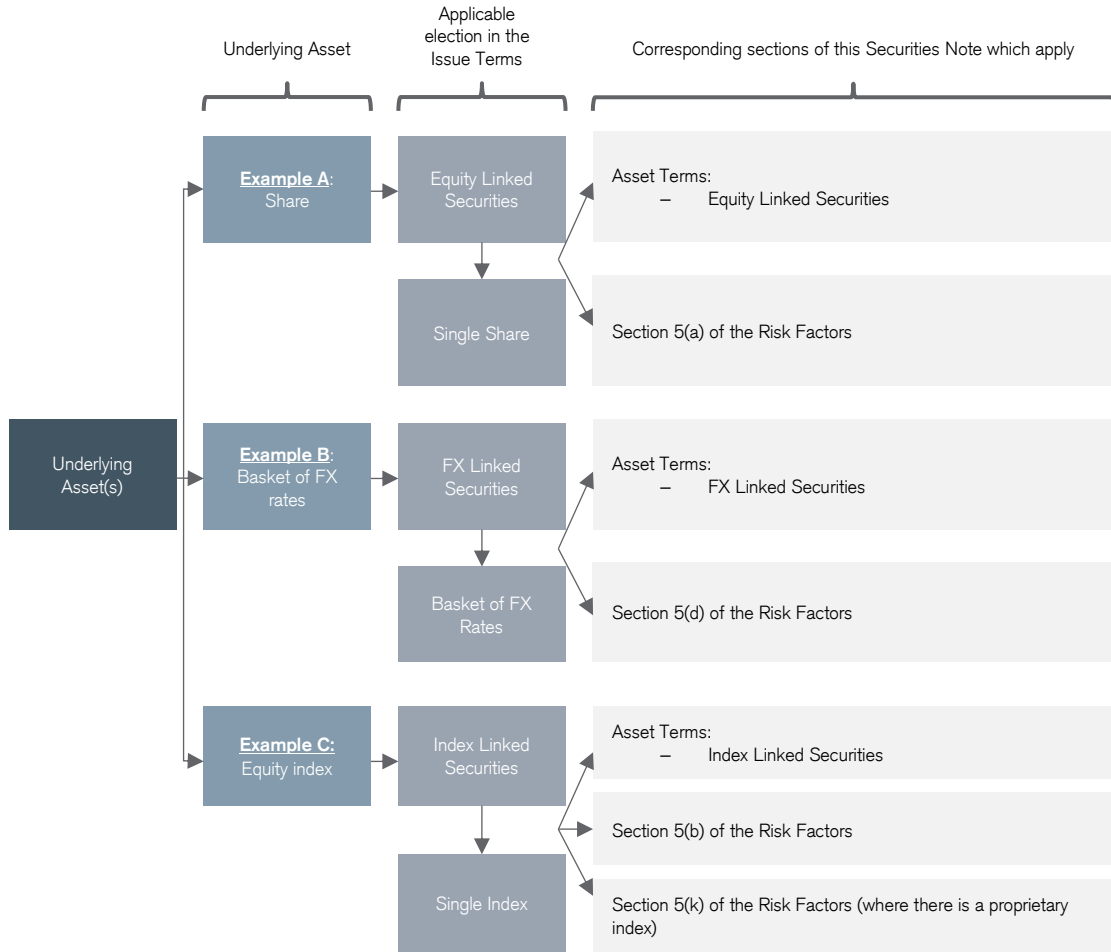 Underlying Asset
Applicable
election in the
Issue Terms
Corresponding sections of this Securities Note which apply
Underlying
Asset(s)
Example A:
Share
Equity Linked
Securities
Single Share
Asset Terms:
– Equity Linked Securities
Section 5(a) of the Risk Factors
Example B:
Basket of FX
rates
FX Linked
Securities
Basket of FX
Rates
Asset Terms:
– FX Linked Securities
Section 5(d) of the Risk Factors
Example C:
Equity index
Index Linked
Securities
Single Index
Asset Terms:
– Index Linked Securities
Section 5(b) of the Risk Factors
Section 5(k) of the Risk Factors (where there is a proprietary
index)